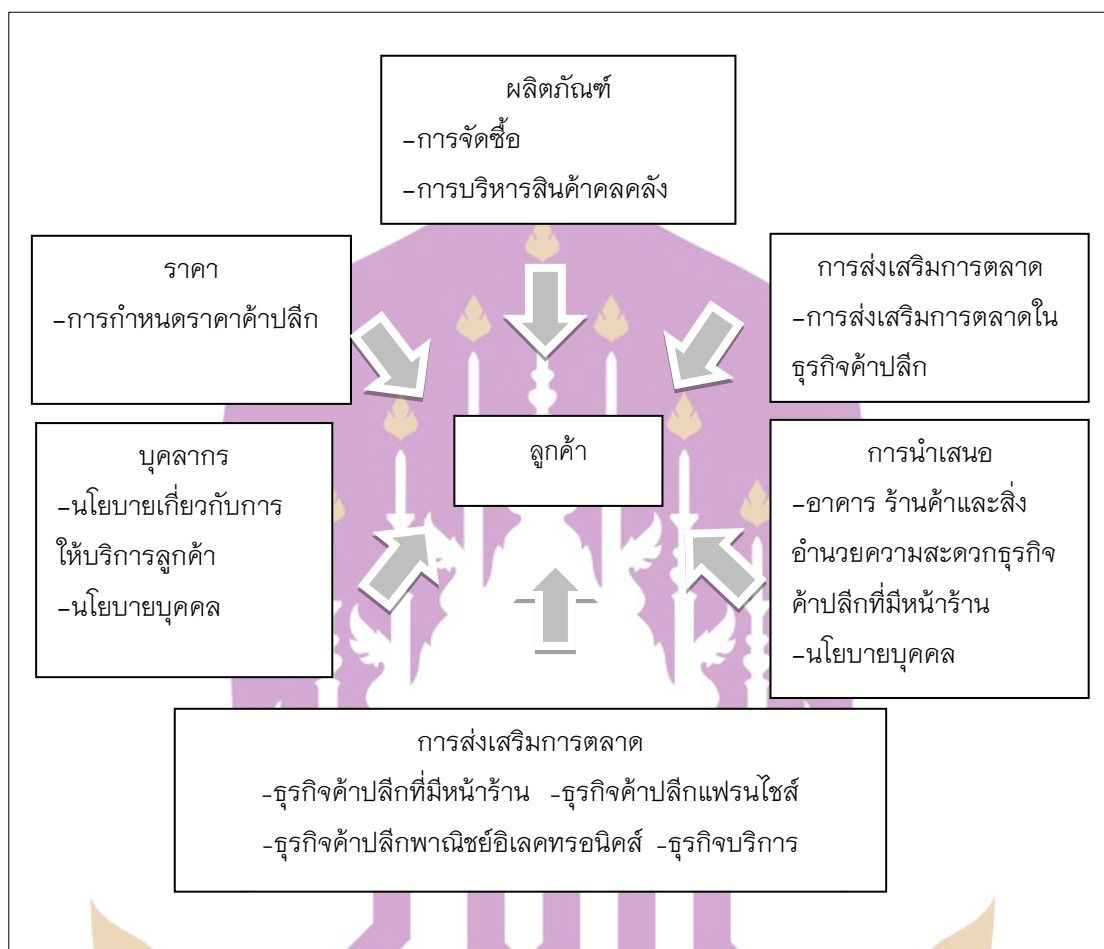 ผลิตภัณฑ์
-การจัดซื้อ
-การบริหารสินค้าคลคลัง
ราคา
-การกำหนดราคาค้าปลีก
การส่งเสริมการตลาด
-การส่งเสริมการตลาดใน
ธุรกิจค้าปลีก
ลูกค้า
บุคลากร
-นโยบายเกี่ยวกับการ
ให้บริการลูกค้า
-นโยบายบุคคล
การนำเสนอ
-อาคาร ร้านค้าและสิ่ง
อำนวยความสะดวกธุรกิจ
ค้าปลีกที่มีหน้าร้าน
-นโยบายบุคคล
การส่งเสริมการตลาด
-ธุรกิจค้าปลีกที่มีหน้าร้าน -ธุรกิจค้าปลีกแฟรนไชส์
-ธุรกิจค้าปลีกพาณิชย์อิเลคทรอนิคส์ -ธุรกิจบริการ